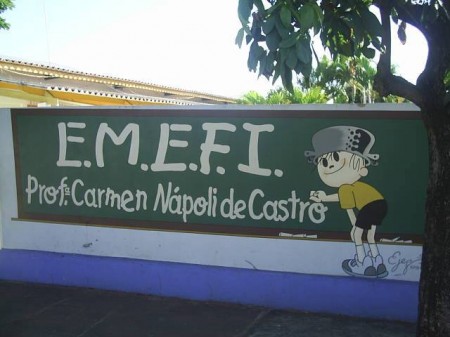 E.M.E.F.I.
Profª Carmen Nápoli de Castro